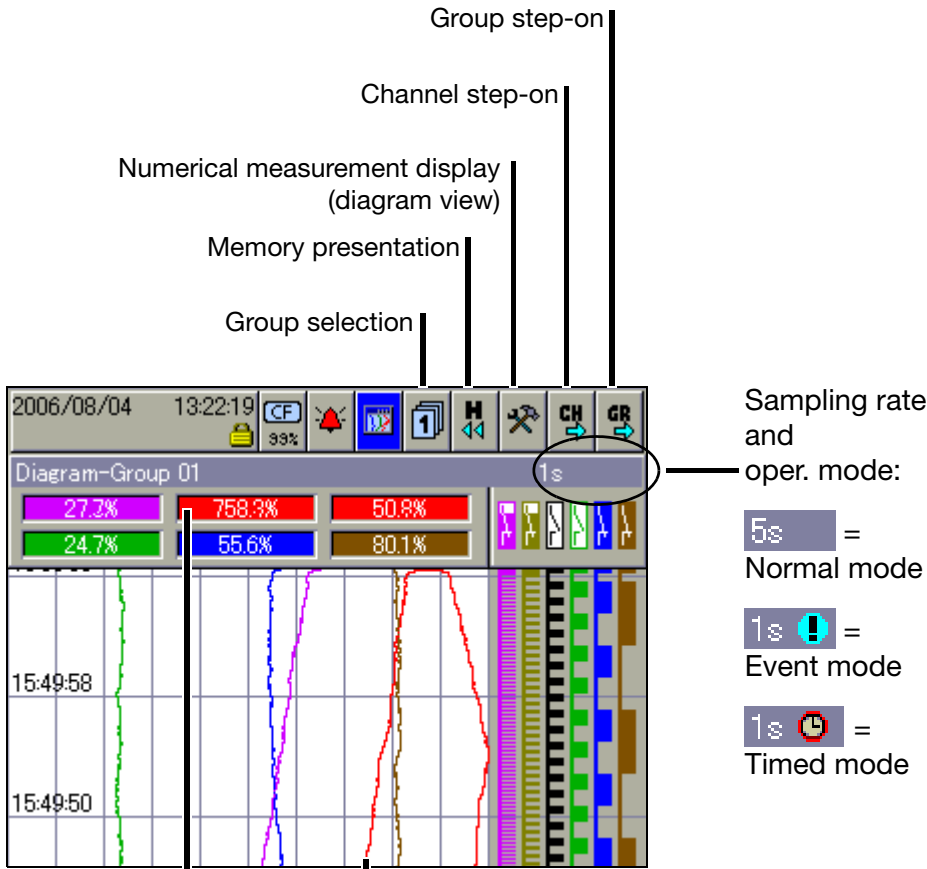 Group step-on
Channel step-on
Numerical measurement display
(diagram view)
Memory presentation
Group selection
2006/08/04 13:22:19 CF 99% 1 H CH GR
Diagram-Group 01 1s
27.7% 758.3% 50.8%
24.7% 55.6% 80.1%
15:49:58
15:49:50
Sampling rate
and
oper. mode:
5s =
Normal mode
1s ! =
Event mode
1s =
Timed mode